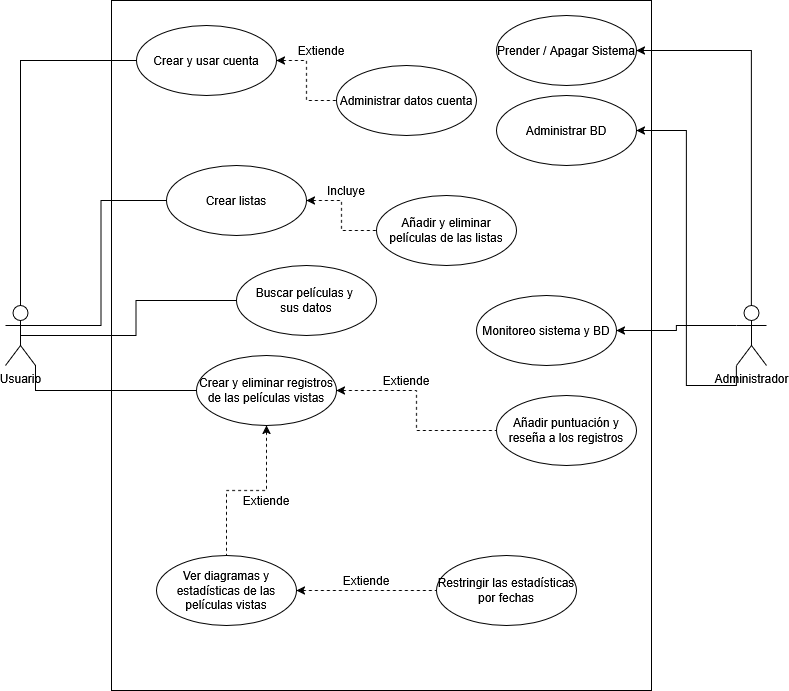 Crear y usar cuenta
Extiende
Prender / Apagar Sistema
Administrar datos cuenta
Administrar BD
Crear listas
Incluye
Añadir y eliminar
películas de las listas
Buscar películas y
sus datos
Monitoreo sistema y BD
Usuario
Crear y eliminar registros
de las películas vistas
Extiende
Administrador
Añadir puntuación y
reseña a los registros
Extiende
Ver diagramas y
estadísticas de las
películas vistas
Extiende
Restringir las estadísticas
por fechas